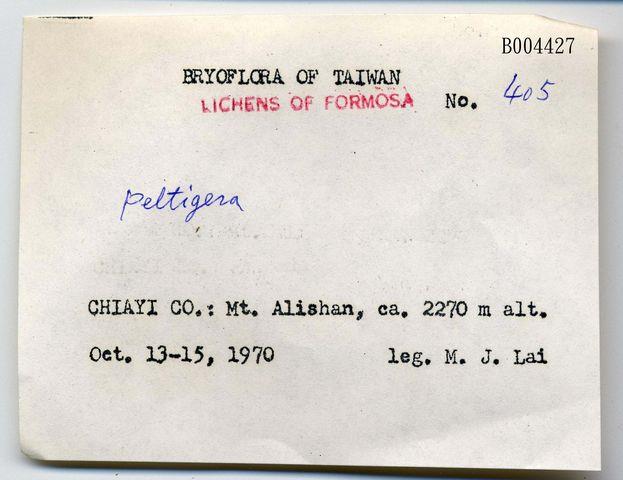 B004427
BRYOFLORA OF TAIWAN
LICHENS OF FORMOSA No. 405
Peltigera
CHIAYI CO.: Mt. Alishan, ca. 2270 m alt.
Oct. 13-15, 1970 leg. M. J. Lai